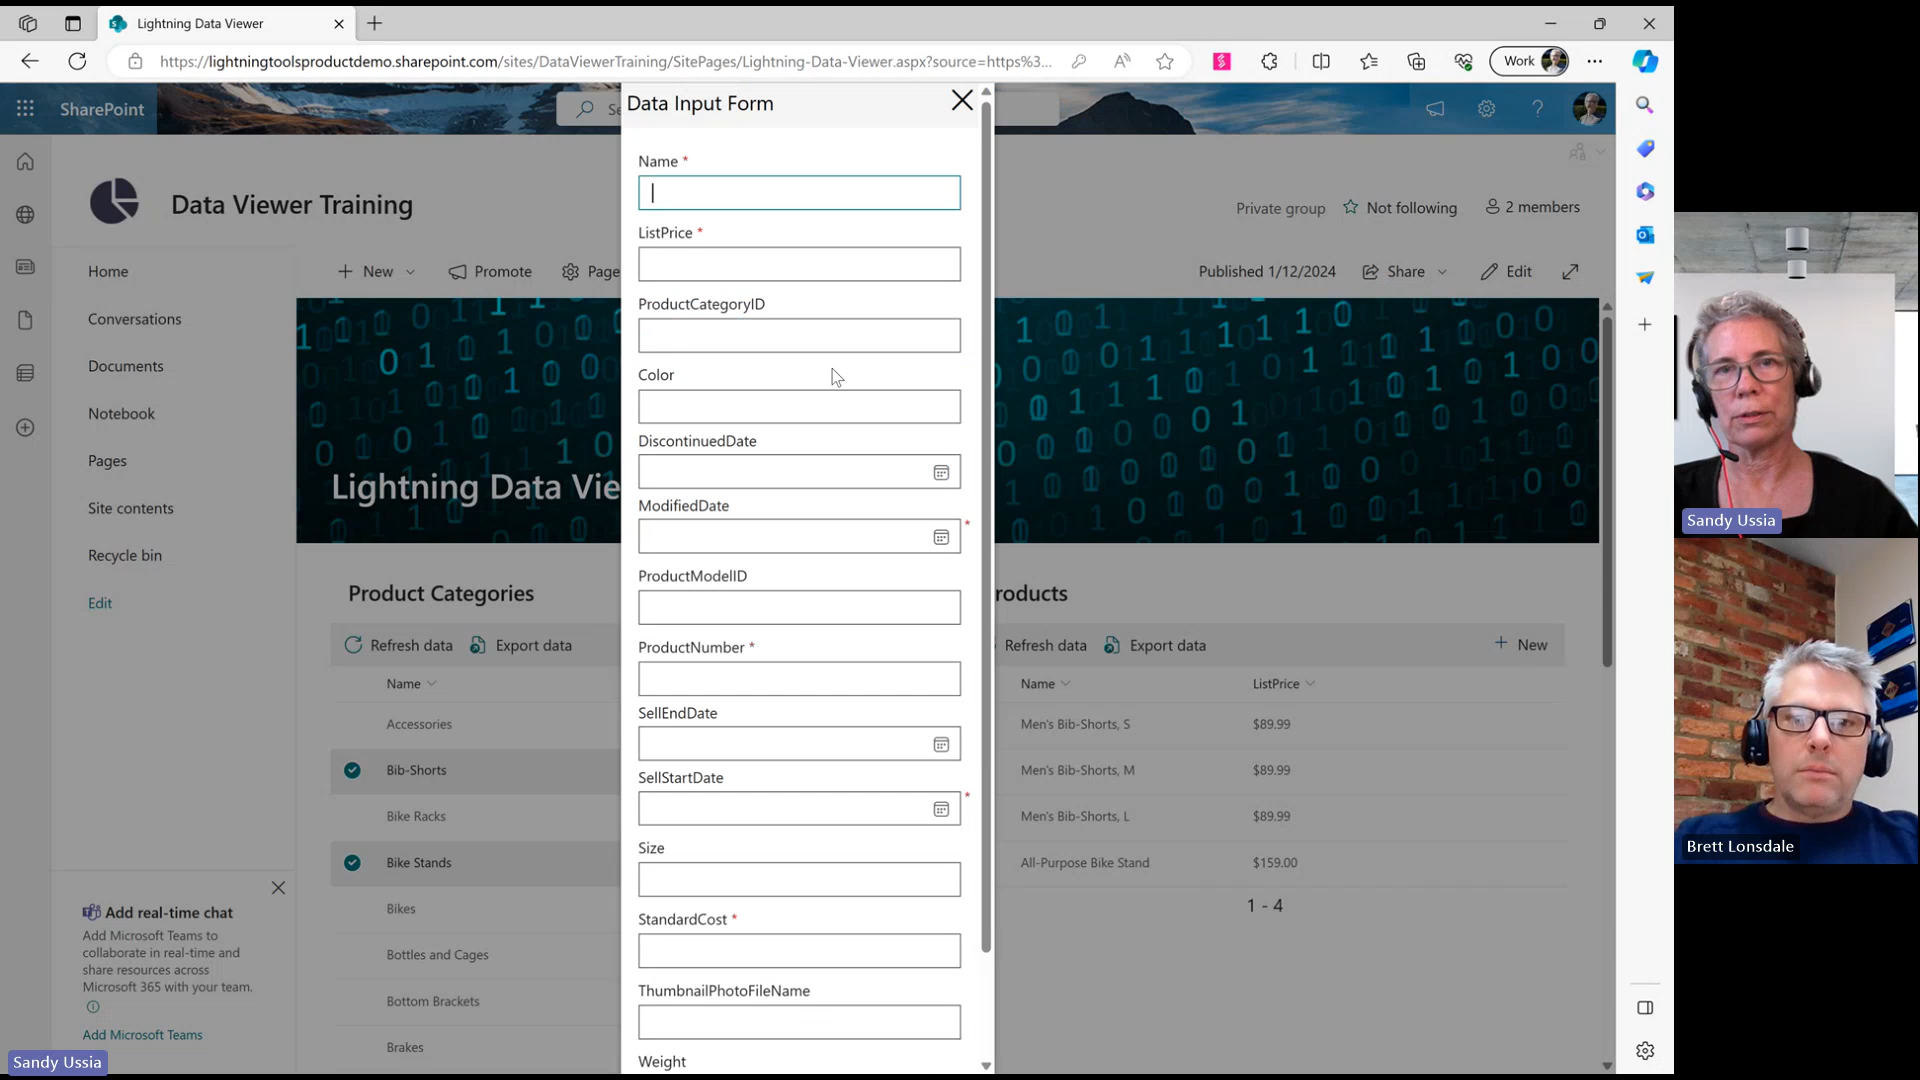 Lightning Data Viewer
https://lightningtoolsproductdemo.sharepoint.com/sites/DataViewerTraining/SitePages/Lightning-Data-Viewer.aspx?source=https%3...
Work
SharePoint
Data Viewer Training
Private group
Not following
2 members
Home
Conversations
Documents
Notebook
Pages
Site contents
Recycle bin
Edit
New
Promote
Page
Published 1/12/2024
Share
Edit
Lightning Data Vie
Data Input Form
Name *
ListPrice *
ProductCategoryID
Color
DiscontinuedDate
ModifiedDate
*
ProductModelID
ProductNumber *
SellEndDate
SellStartDate
*
Size
StandardCost *
ThumbnailPhotoFileName
Weight
Product Categories
Refresh data
Export data
Name
Accessories
Bib-Shorts
Bike Racks
Bike Stands
Bikes
Bottles and Cages
Bottom Brackets
Brakes
roducts
Refresh data
Export data
New
Name ListPrice
Men's Bib-Shorts, S $89.99
Men's Bib-Shorts, M $89.99
Men's Bib-Shorts, L $89.99
All-Purpose Bike Stand $159.00
1 - 4
Add real-time chat
Add Microsoft Teams to
collaborate in real-time and
share resources across
Microsoft 365 with your team.
Add Microsoft Teams
Sandy Ussia
Sandy Ussia
Brett Lonsdale